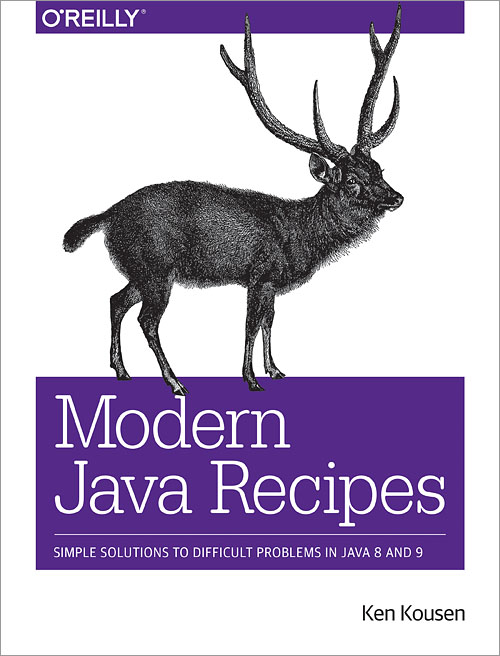 O'REILLY®
Modern
Java Recipes
SIMPLE SOLUTIONS TO DIFFICULT PROBLEMS IN JAVA 8 AND 9
Ken Kousen